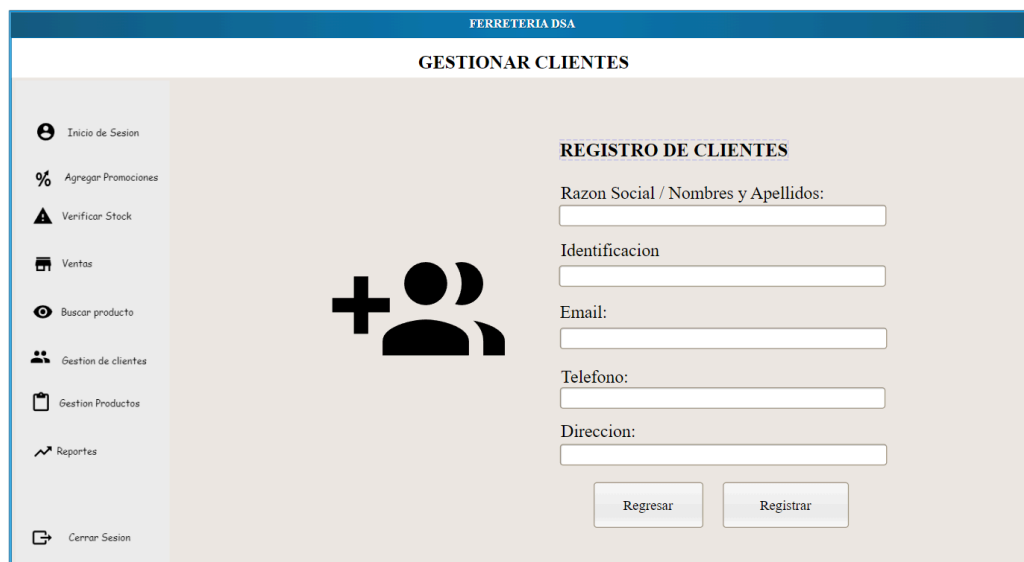 FERRETERIA DSA
GESTIONAR CLIENTES
Inicio de Sesion
Agregar Promociones
Verificar Stock
Ventas
Buscar producto
Gestion de clientes
Gestion Productos
Reportes
Cerrar Sesion
REGISTRO DE CLIENTES
Razon Social / Nombres y Apellidos:
Identificacion
Email:
Telefono:
Direccion:
Regresar
Registrar